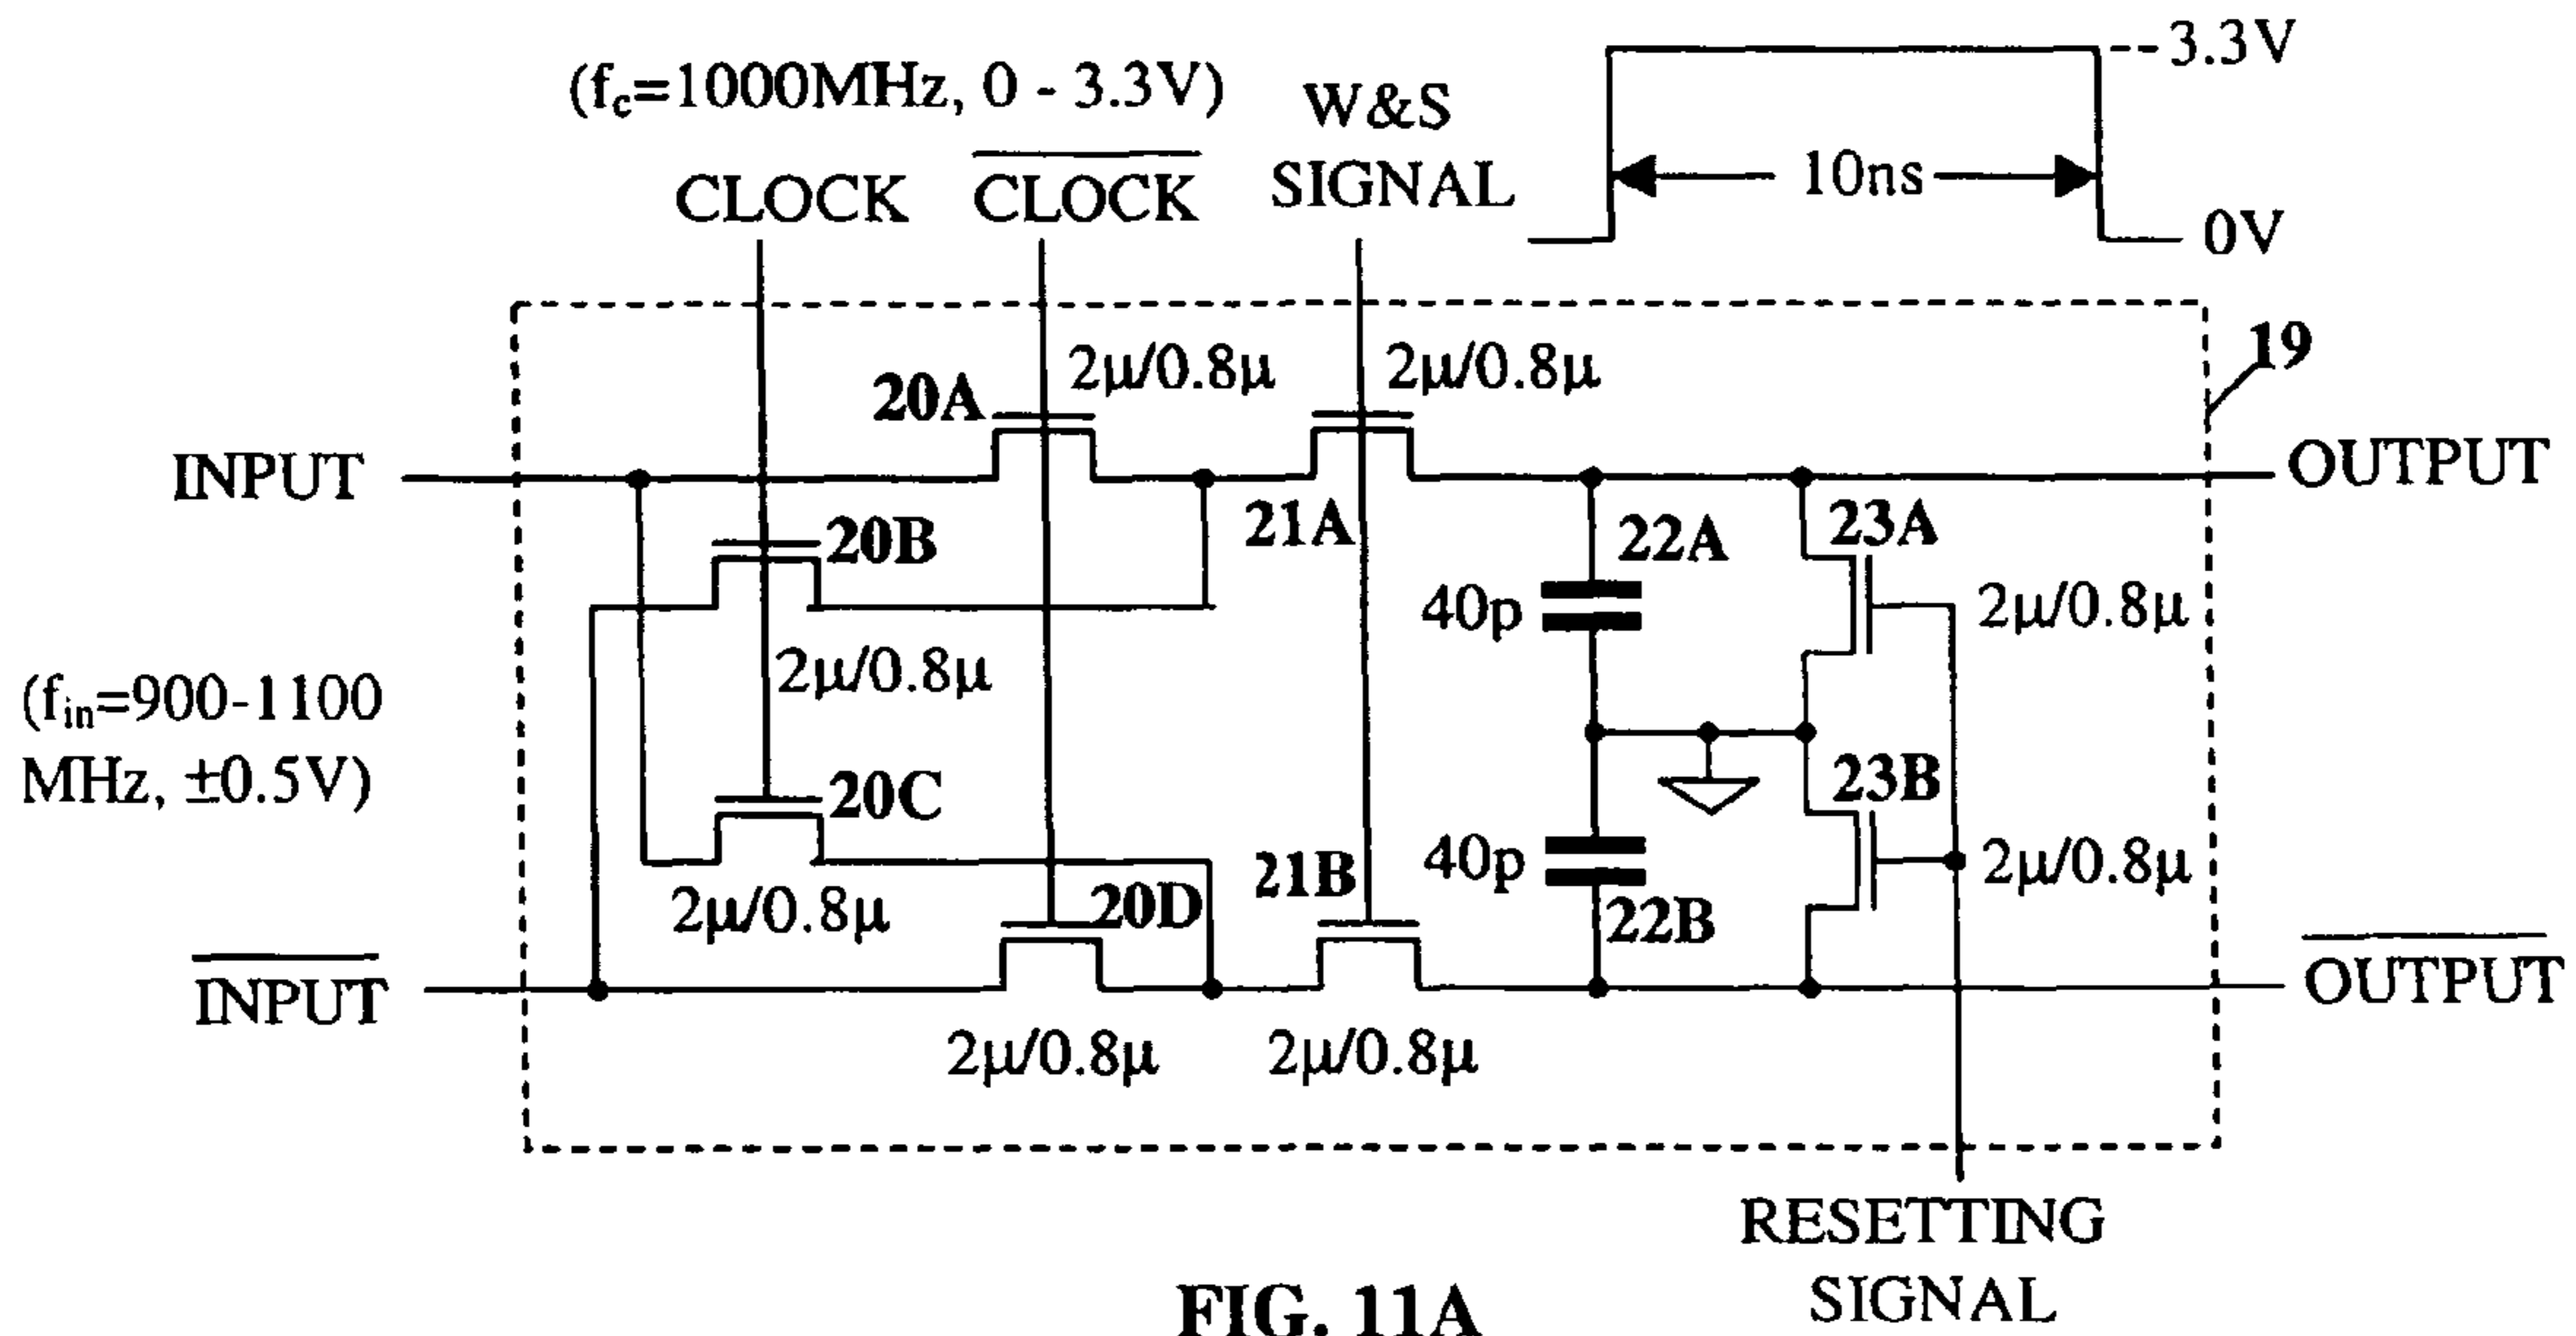 (fc=1000MHz, 0 - 3.3V)
CLOCK
CLOCK
W&S
SIGNAL
3.3V
10ns
0V
19
INPUT
20A
2μ/0.8μ
2μ/0.8μ
21A
OUTPUT
20B
2μ/0.8μ
22A
40p
23A
2μ/0.8μ
(fin=900-1100
MHz, ±0.5V)
20C
2μ/0.8μ
20D
2μ/0.8μ
21B
2μ/0.8μ
40p
22B
23B
2μ/0.8μ
INPUT
OUTPUT
RESETTING
SIGNAL
FIG. 11A